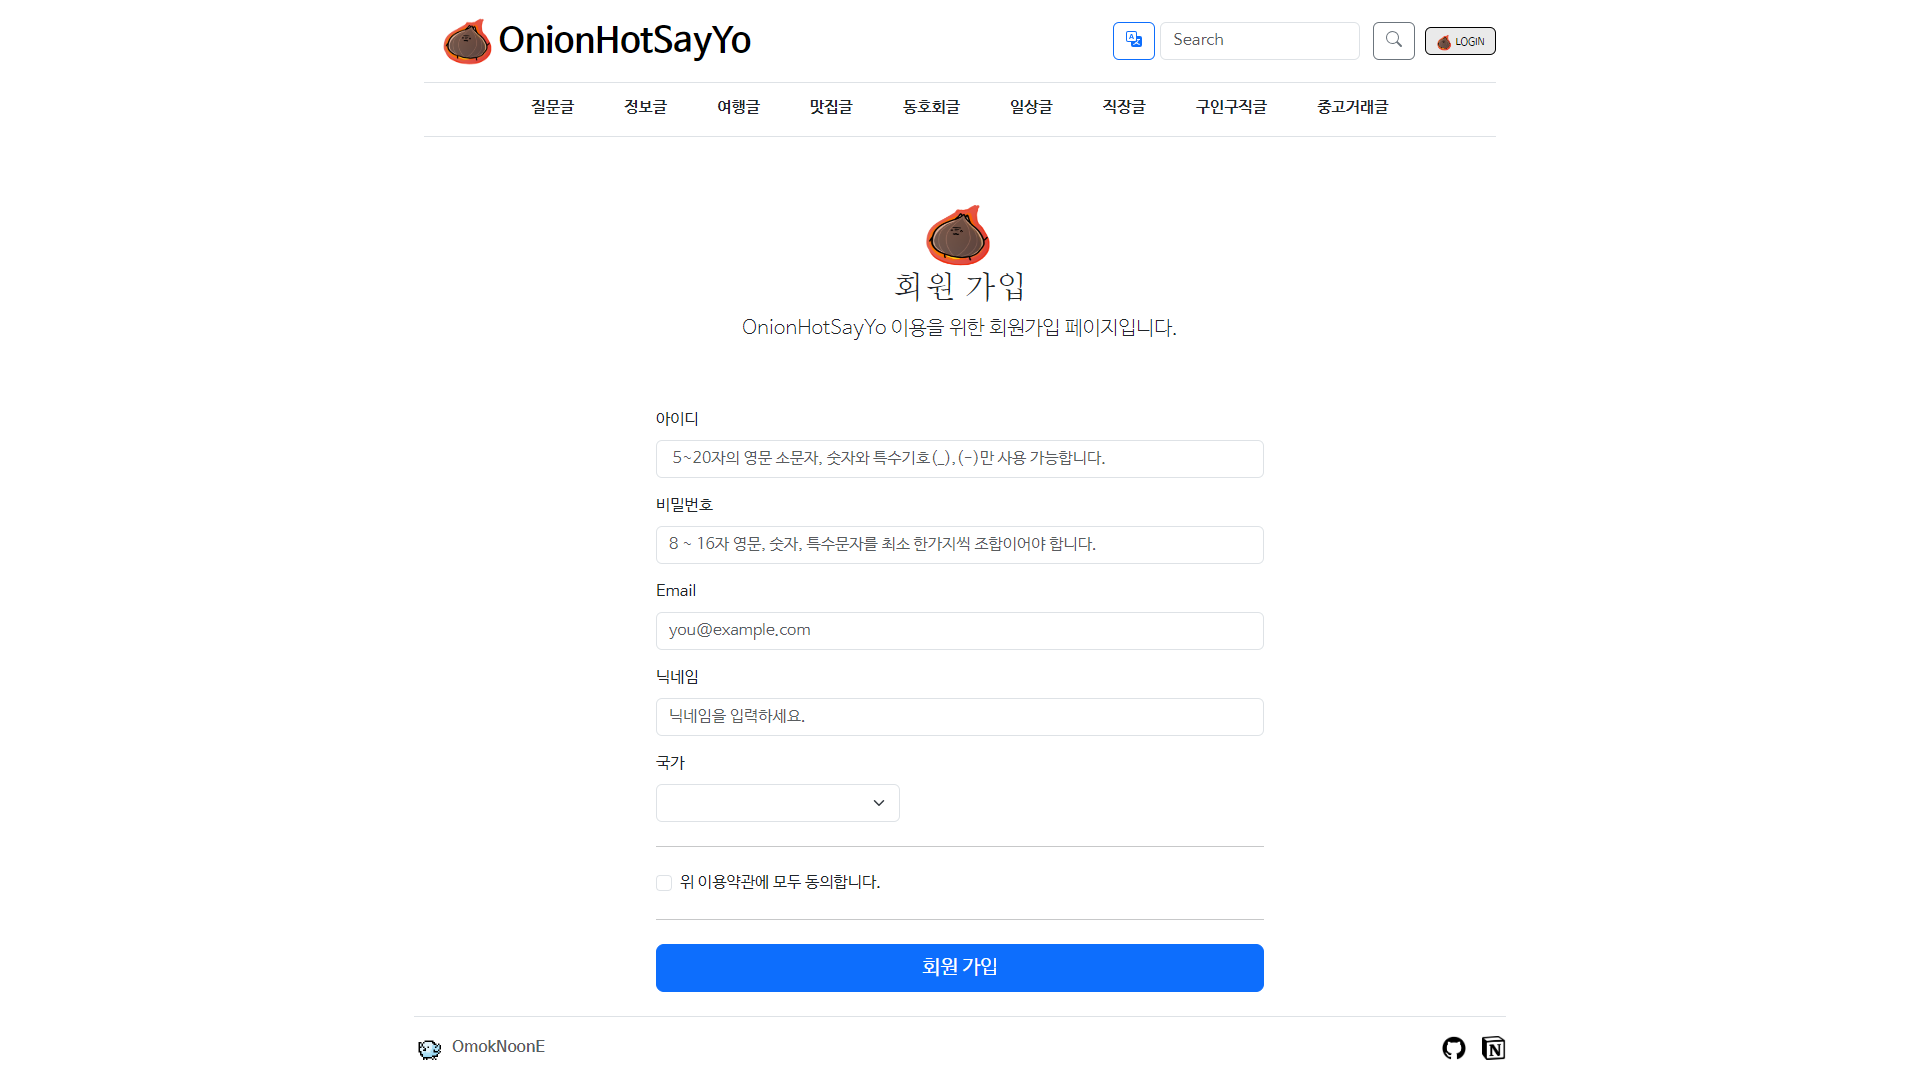 OnionHotSayYo
Search
LOGIN
질문글 정보글 여행글 맛집글 동호회글 일상글 직장글 구인구직글 중고거래글
회원 가입
OnionHotSayYo 이용을 위한 회원가입 페이지입니다.
아이디
5~20자의 영문 소문자, 숫자와 특수기호(_),(-)만 사용 가능합니다.
비밀번호
8 ~ 16자 영문, 숫자, 특수문자를 최소 한가지씩 조합이어야 합니다.
Email
you@example.com
닉네임
닉네임을 입력하세요.
국가
위 이용약관에 모두 동의합니다.
회원 가입
OmokNoonE